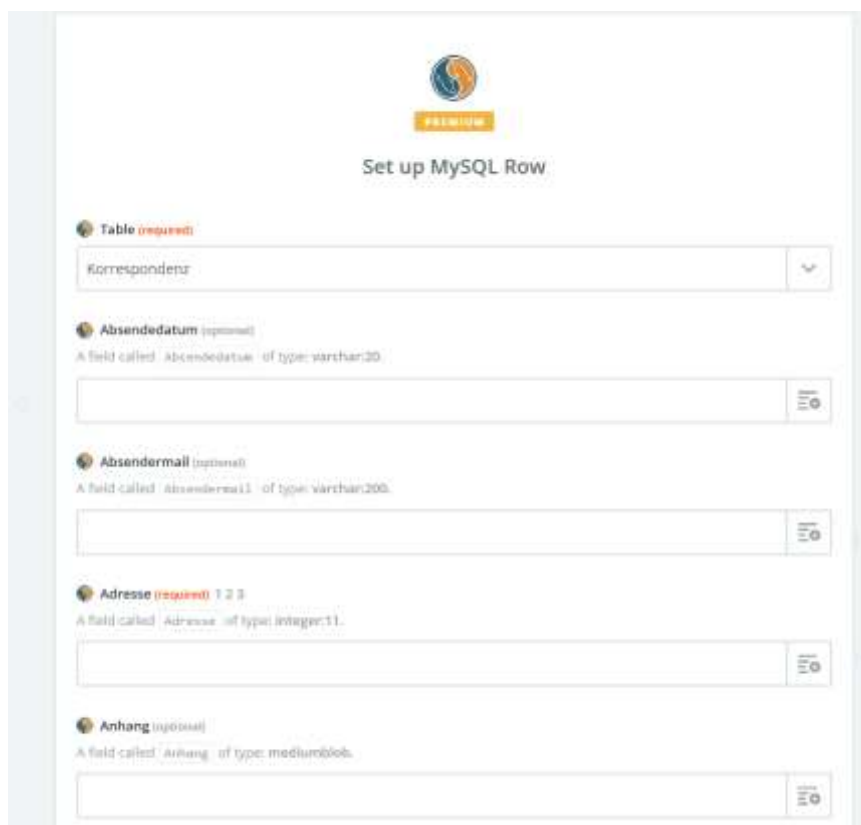 PREMIUM
Set up MySQL Row
Table (required)
Korrespondenz
Absendedatum (optional)
A field called Absendedatum of type: varchar:20.
Absendermail (optional)
A field called Absendermail of type: varchar:200.
Adresse (required) 1 2 3
A field called Adresse of type: integer:11.
Anhang (optional)
A field called Anhang of type: mediumblob.